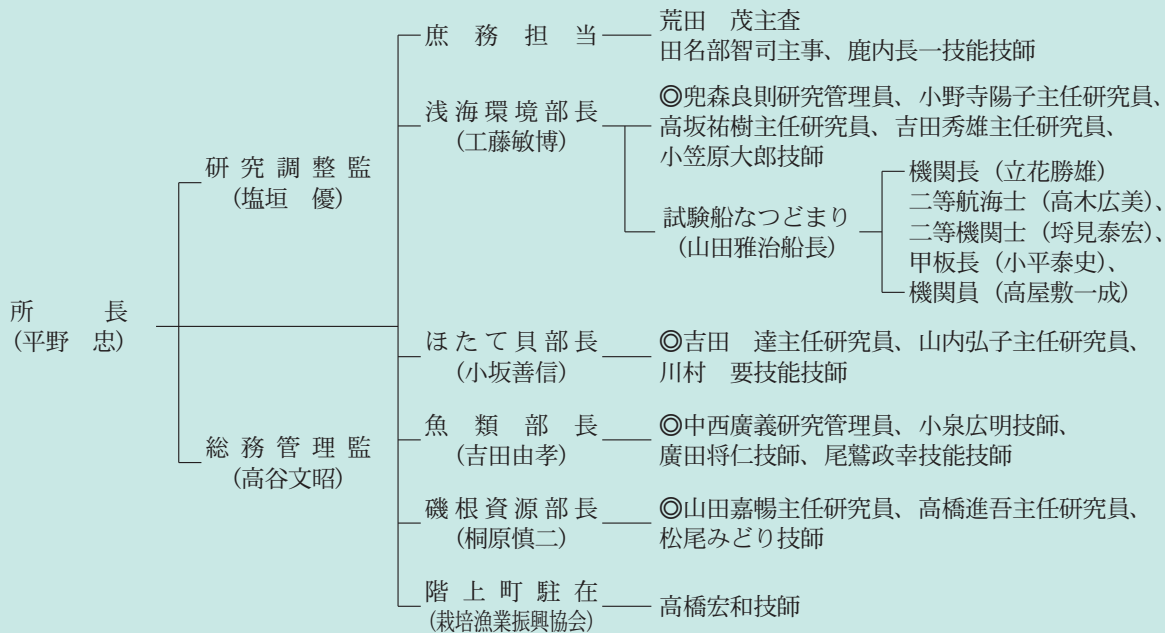 所長
(平野 忠)
研究調整監
(塩垣 優)
総務管理監
(高谷文昭)
庶務担当
荒田 茂主査
田名部智司主事、鹿内長一技能技師
浅海環境部長
(工藤敏博)
◎兜森良則研究管理員、小野寺陽子主任研究員、
高坂祐樹主任研究員、吉田秀雄主任研究員、
小笠原大郎技師
試験船なつどまり
(山田雅治船長)
機関長(立花勝雄)
二等航海士(高木広美)、
二等機関士(埒見泰宏)、
甲板長(小平泰史)、
機関員(高屋敷一成)
ほたて貝部長
(小坂善信)
◎吉田 達主任研究員、山内弘子主任研究員、
川村 要技能技師
魚類部長
(吉田由孝)
◎中西廣義研究管理員、小泉広明技師、
廣田将仁技師、尾鷲政幸技能技師
磯根資源部長
(桐原慎二)
◎山田嘉暢主任研究員、高橋進吾主任研究員、
松尾みどり技師
階上町駐在
(栽培漁業振興協会)
高橋宏和技師